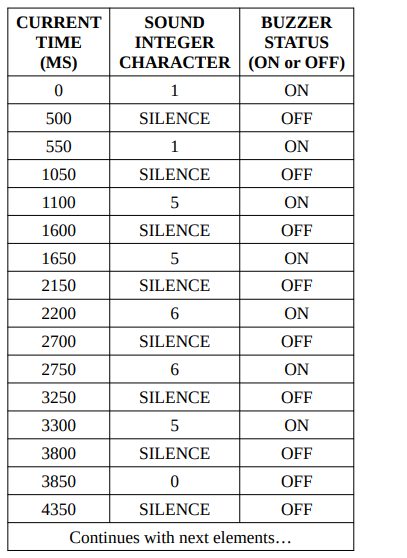 CURRENT TIME (MS) SOUND INTEGER CHARACTER BUZZER STATUS (ON or OFF)
0 1 ON
500 SILENCE OFF
550 1 ON
1050 SILENCE OFF
1100 5 ON
1600 SILENCE OFF
1650 5 ON
2150 SILENCE OFF
2200 6 ON
2700 SILENCE OFF
2750 6 ON
3250 SILENCE OFF
3300 5 ON
3800 SILENCE OFF
3850 0 OFF
4350 SILENCE OFF
Continues with next elements…